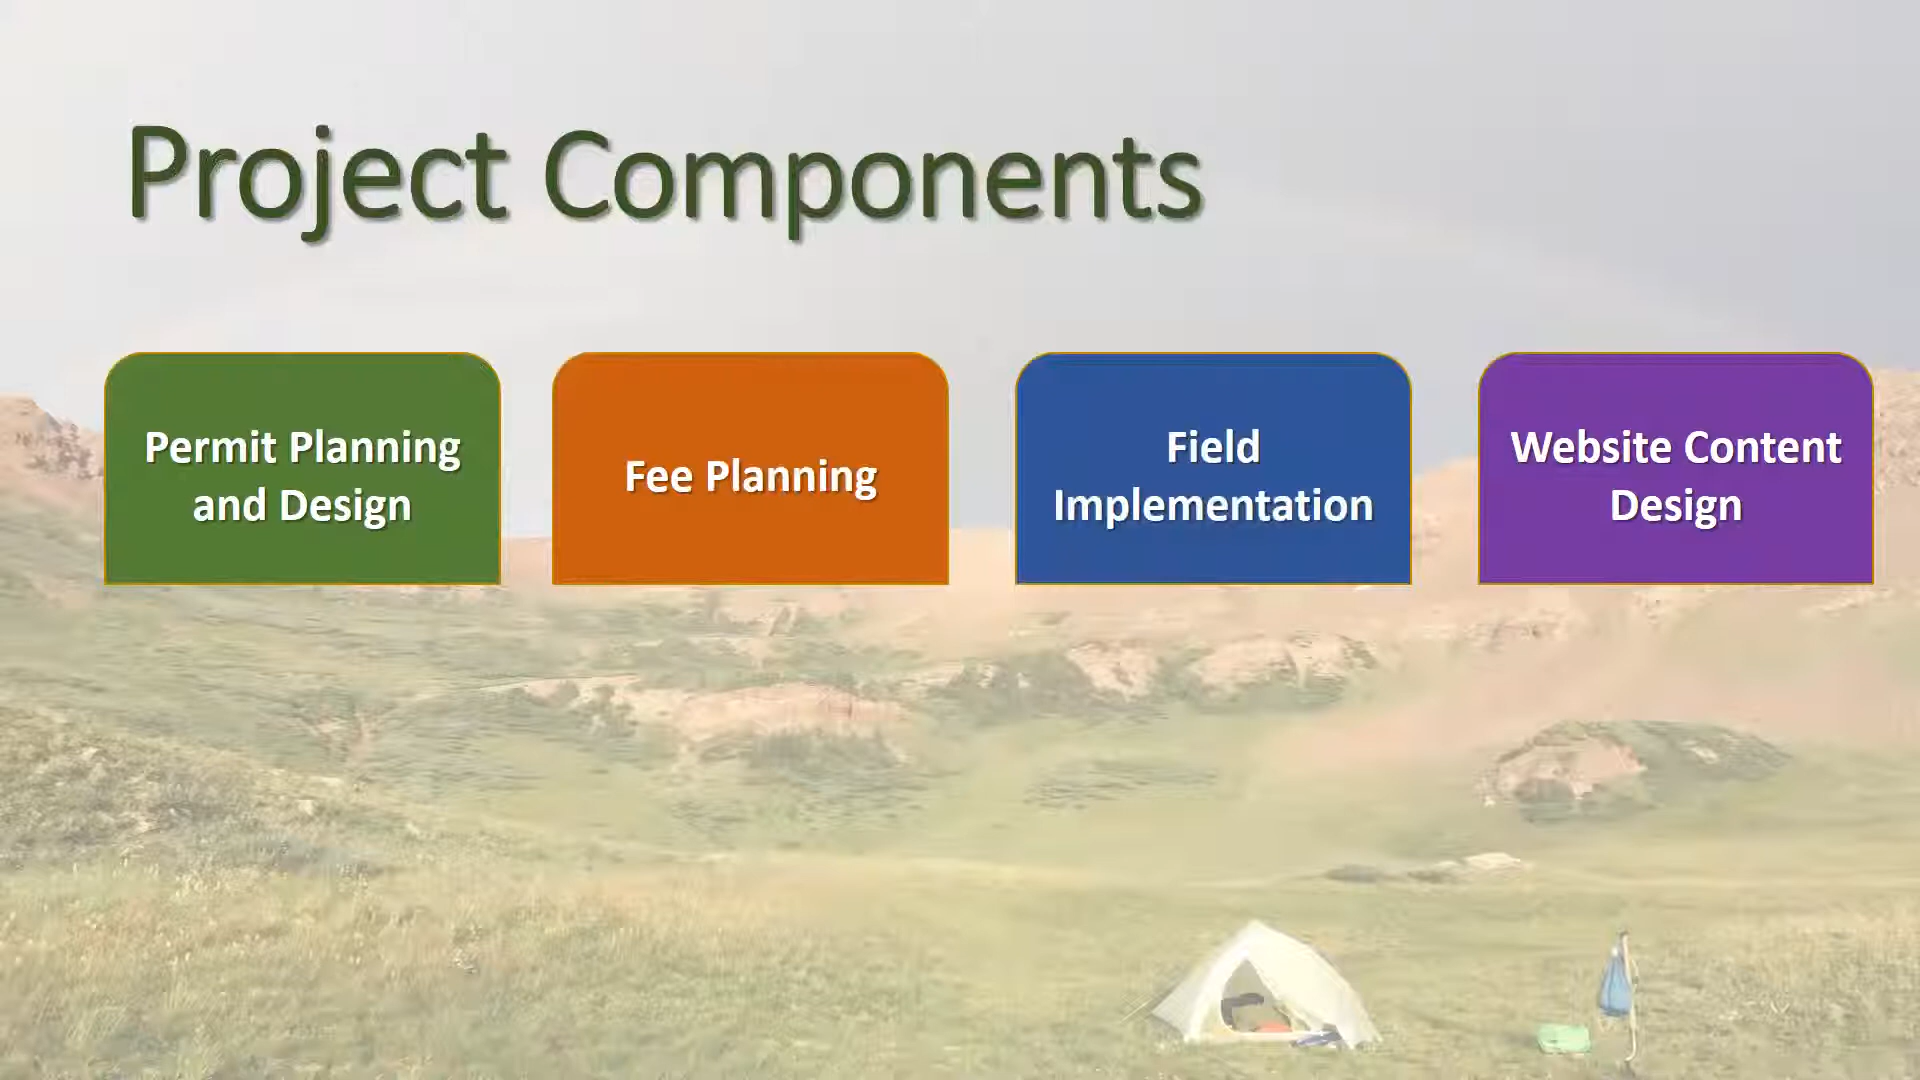 Project Components
Permit Planning
and Design
Fee Planning
Field
Implementation
Website Content
Design